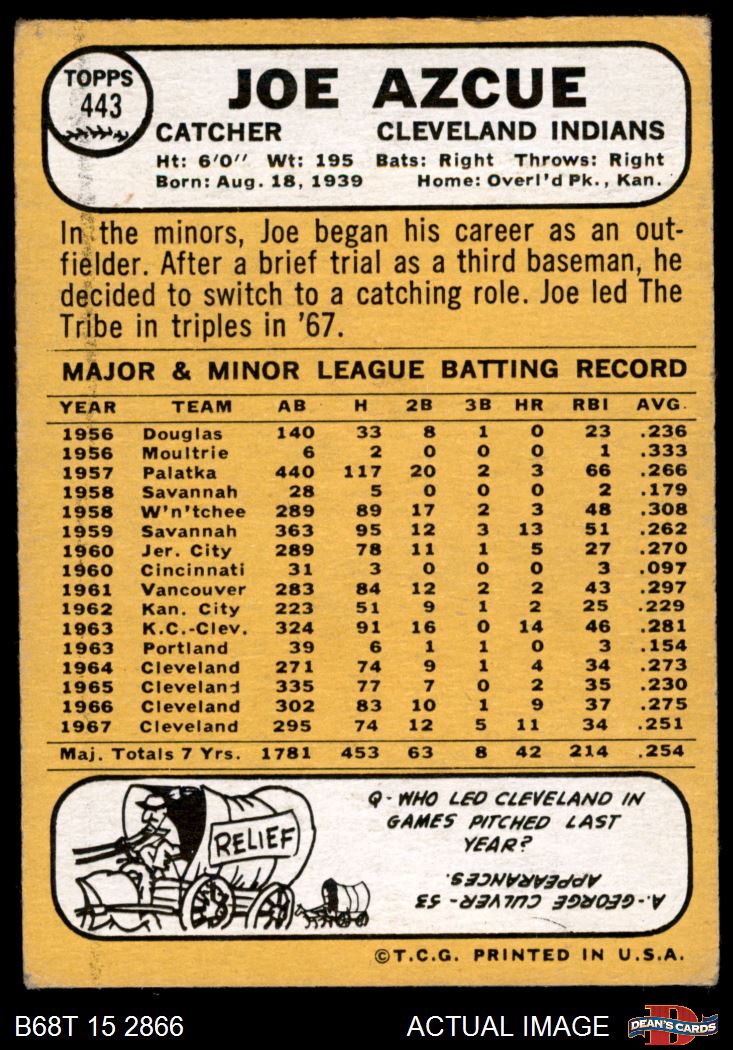 TOPPS
443
JOE AZCUE
CATCHER CLEVELAND INDIANS
Ht: 6'0" Wt: 195 Bats: Right Throws: Right
Born: Aug. 18, 1939 Home: Overl'd Pk., Kan.
In the minors, Joe began his career as an out-
fielder. After a brief trial as a third baseman, he
decided to switch to a catching role. Joe led The
Tribe in triples in '67.
MAJOR & MINOR LEAGUE BATTING RECORD
YEAR TEAM AB H 2B 3B HR RBI AVG.
1956 Douglas 140 33 8 1 0 23 .236
1956 Moultrie 6 2 0 0 0 1 .333
1957 Palatka 440 117 20 2 3 66 .266
1958 Savannah 28 5 0 0 0 2 .179
1958 W'n'tchee 289 89 17 2 3 48 .308
1959 Savannah 363 95 12 3 13 51 .262
1960 Jer. City 289 78 11 1 5 27 .270
1960 Cincinnati 31 3 0 0 0 3 .097
1961 Vancouver 283 84 12 2 2 43 .297
1962 Kan. City 223 51 9 1 2 25 .229
1963 K.C.-Clev. 324 91 16 0 14 46 .281
1963 Portland 39 6 1 1 0 3 .154
1964 Cleveland 271 74 9 1 4 34 .273
1965 Cleveland 335 77 7 0 2 35 .230
1966 Cleveland 302 83 10 1 9 37 .275
1967 Cleveland 295 74 12 5 11 34 .251
Maj. Totals 7 Yrs. 1781 453 63 8 42 214 .254
RELIEF
Q- WHO LED CLEVELAND IN
GAMES PITCHED LAST
YEAR?
A- GEORGE CULVER - 53
APPEARANCES.
©T.C.G. PRINTED IN U.S.A.
B68T 15 2866 ACTUAL IMAGE
D
DEAN'S CARDS